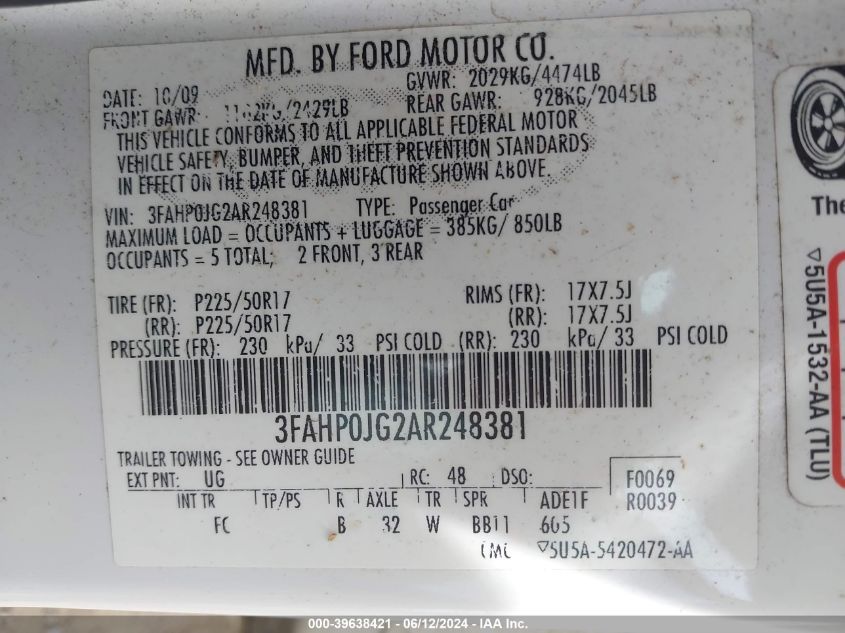 MFD. BY FORD MOTOR CO.
DATE: 10/09 GVWR: 2029KG/4474LB
FRONT GAWR: 1102KG/2429LB REAR GAWR: 928KG/2045LB
THIS VEHICLE CONFORMS TO ALL APPLICABLE FEDERAL MOTOR
VEHICLE SAFETY, BUMPER, AND THEFT PREVENTION STANDARDS
IN EFFECT ON THE DATE OF MANUFACTURE SHOWN ABOVE.
VIN: 3FAHP0JG2AR248381 TYPE: Passenger Car
MAXIMUM LOAD = OCCUPANTS + LUGGAGE = 385KG/ 850LB
OCCUPANTS = 5 TOTAL; 2 FRONT, 3 REAR
TIRE (FR): P225/50R17 RIMS (FR): 17X7.5J
(RR): P225/50R17 (RR): 17X7.5J
PRESSURE (FR): 230 kPa/ 33 PSI COLD (RR): 230 kPa/ 33 PSI COLD
3FAHP0JG2AR248381
TRAILER TOWING - SEE OWNER GUIDE
EXT PNT: UG RC: 48 DSO: F0069
INT TR TP/PS R AXLE TR SPR ADE1F R0039
FC B 32 W BB11 605
▽5U5A-5420472-AA
The
▽5U5A-1532-AA (TLU)
000-39638421 - 06/12/2024 - IAA Inc.